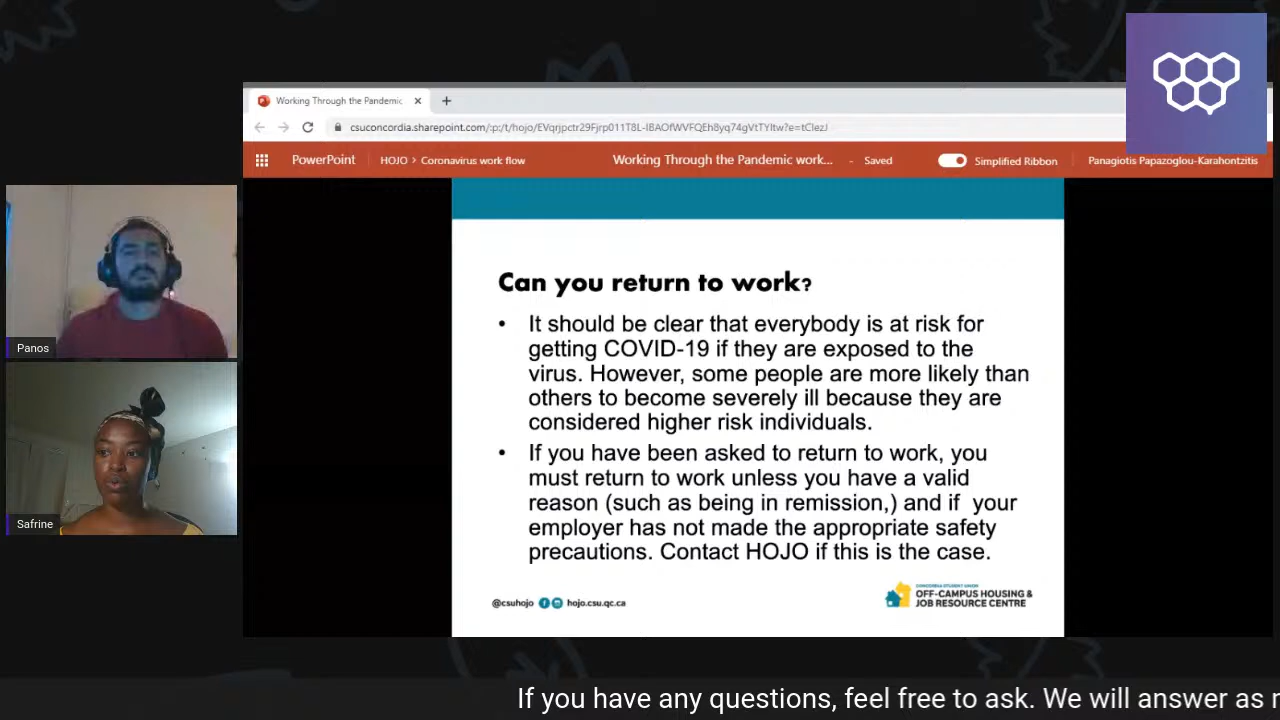 Working Through the Pandemic
csuconcordia.sharepoint.com/:p:/t/hojo/EVqrjpctr29Fjrp011T8L-IBAOfWVFQEh8yq74gVtTYItw?e=tClezJ
PowerPoint
HOJO > Coronavirus work flow
Working Through the Pandemic work... - Saved
Simplified Ribbon
Panagiotis Papazoglou-Karahontzitis
Can you return to work?
• It should be clear that everybody is at risk for
getting COVID-19 if they are exposed to the
virus. However, some people are more likely than
others to become severely ill because they are
considered higher risk individuals.
• If you have been asked to return to work, you
must return to work unless you have a valid
reason (such as being in remission,) and if  your
employer has not made the appropriate safety
precautions. Contact HOJO if this is the case.
@csuhojo
hojo.csu.qc.ca
CONCORDIA STUDENT UNION
OFF-CAMPUS HOUSING &
JOB RESOURCE CENTRE
Panos
Safrine
If you have any questions, feel free to ask. We will answer as